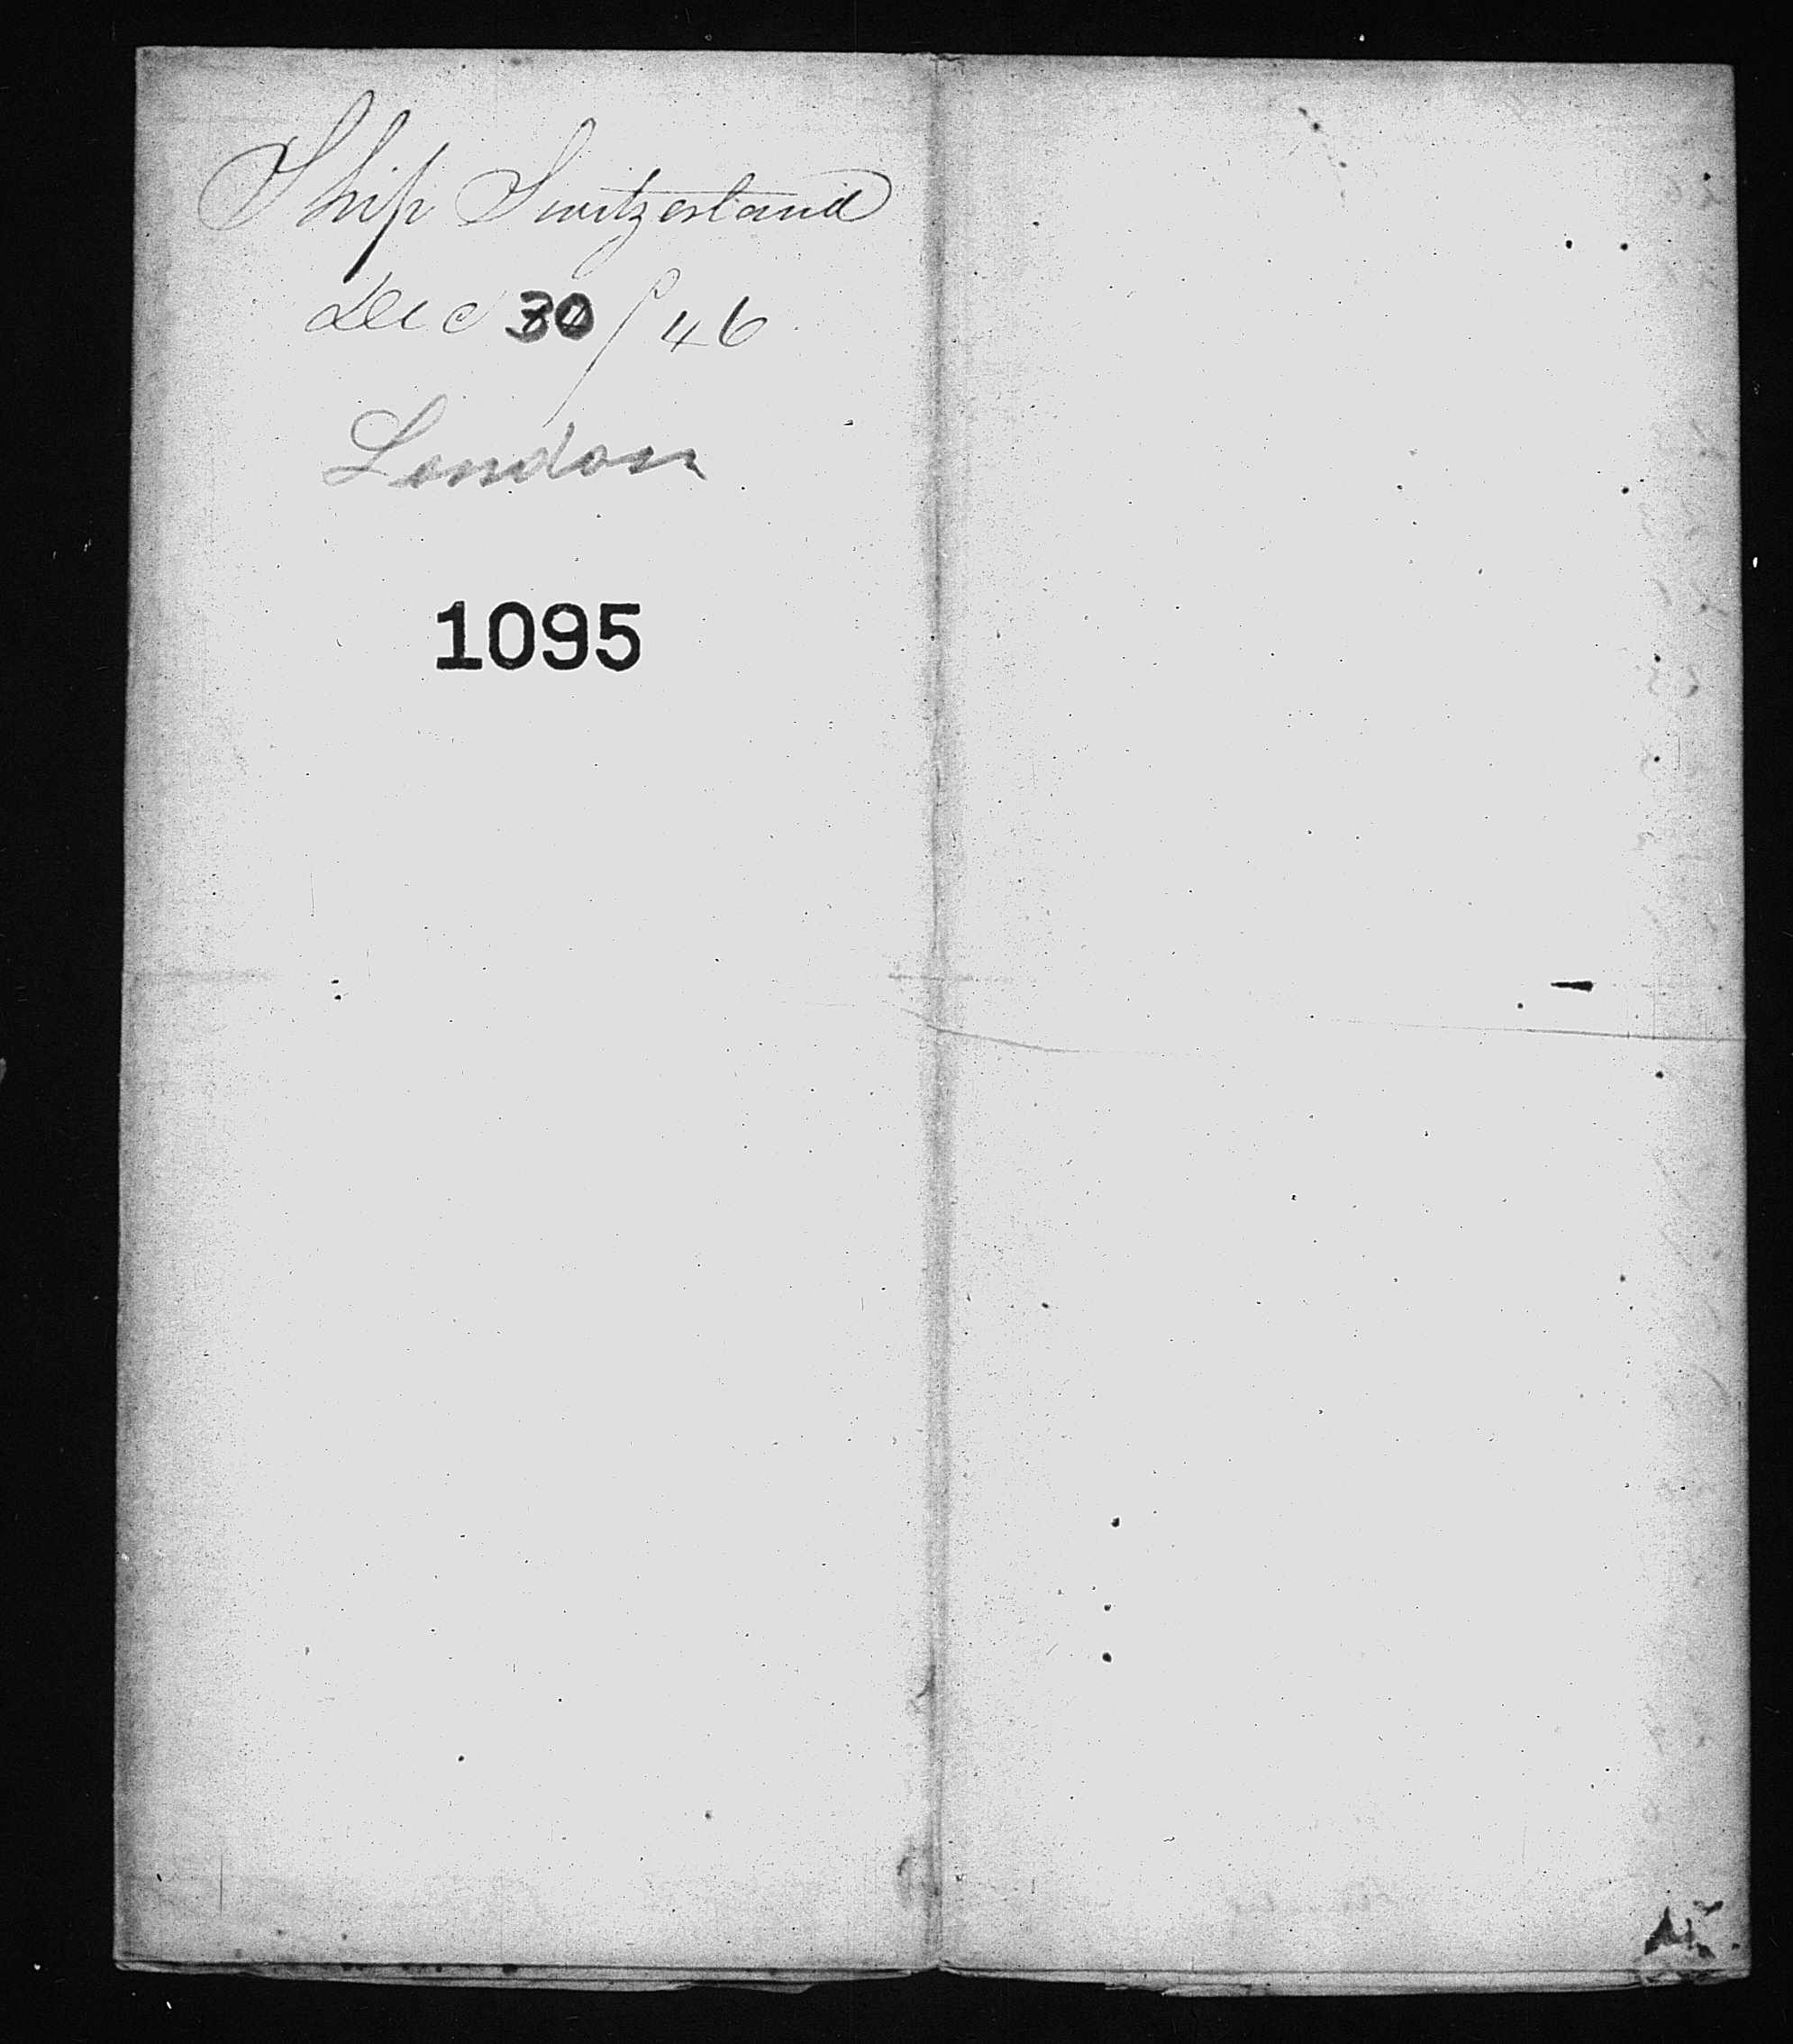 Ship Switzerland
Dec 30/46
London
1095